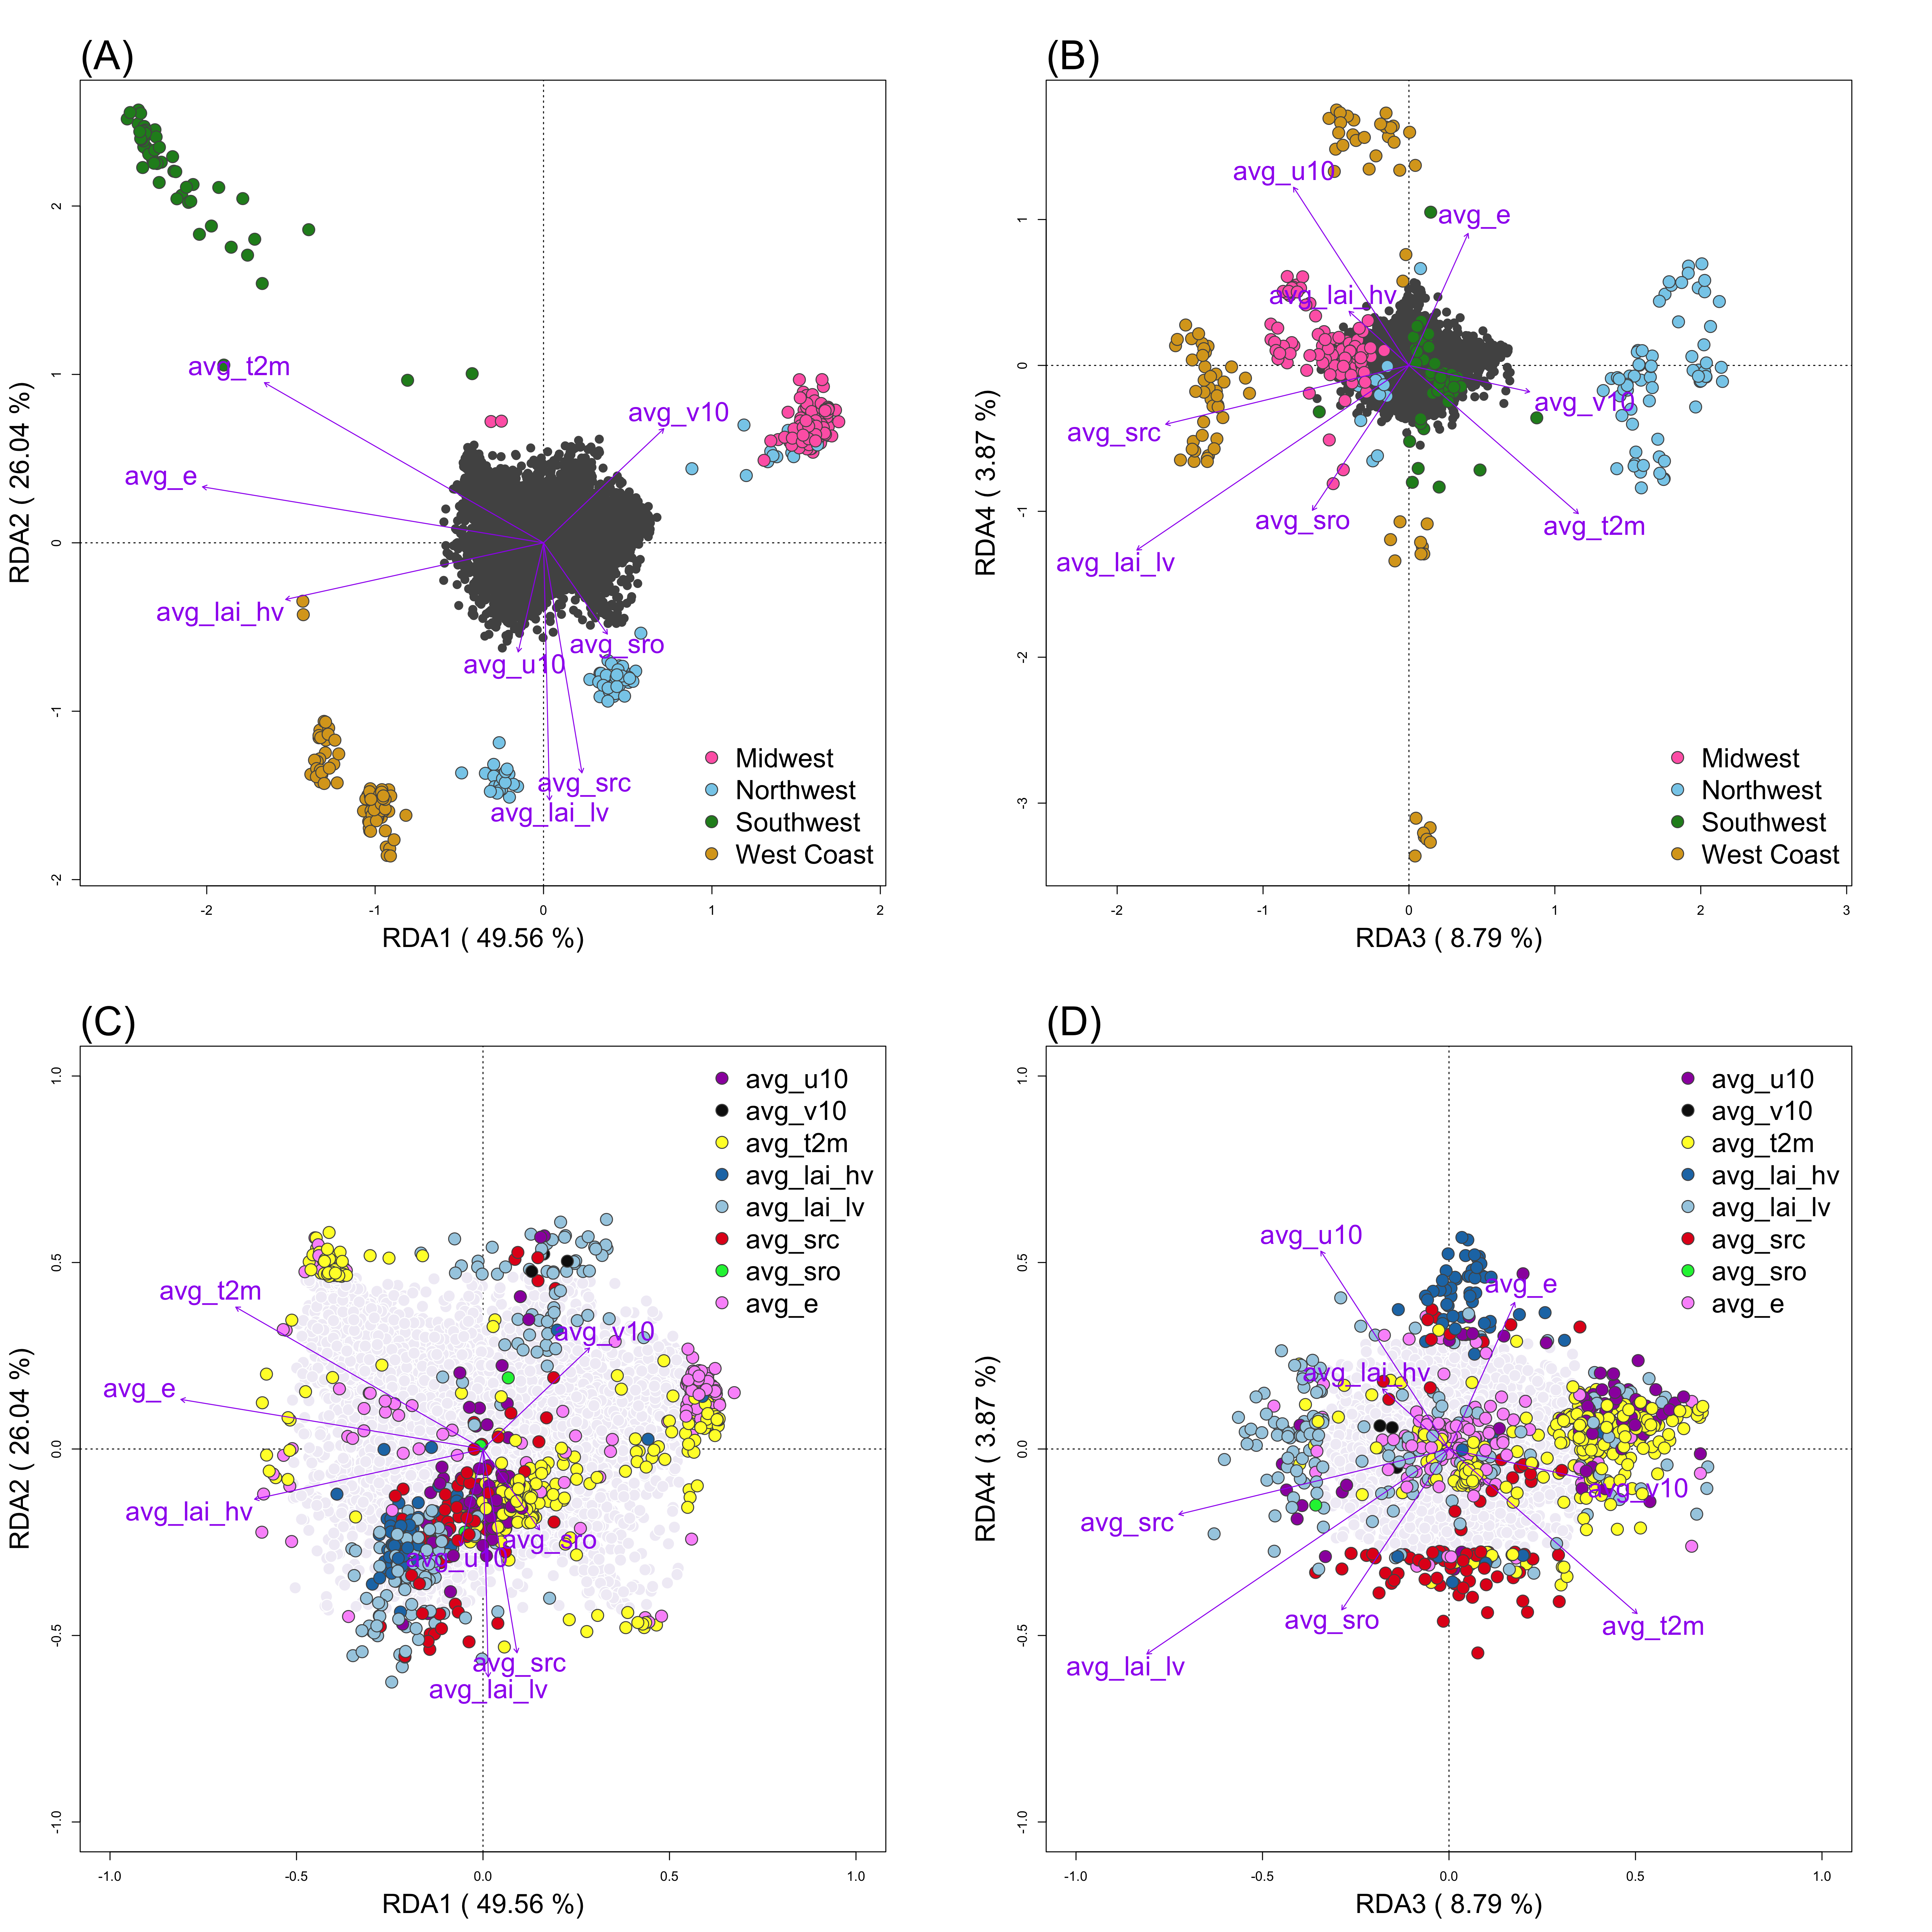 (A)
avg_t2m
avg_v10
avg_e
avg_lai_hv
avg_sro
avg_u10
avg_src
avg_lai_lv
Midwest
Northwest
Southwest
West Coast
2
1
0
-1
-2
RDA2 ( 26.04 %)
-2 -1 0 1 2
RDA1 ( 49.56 %)
(B)
avg_u10
avg_e
avg_lai_hv
avg_v10
avg_src
avg_sro
avg_t2m
avg_lai_lv
Midwest
Northwest
Southwest
West Coast
1
0
-1
-2
-3
RDA4 ( 3.87 %)
-2 -1 0 1 2 3
RDA3 ( 8.79 %)
(C)
avg_u10
avg_v10
avg_t2m
avg_lai_hv
avg_lai_lv
avg_src
avg_sro
avg_e
avg_t2m
avg_v10
avg_e
avg_lai_hv
avg_sro
avg_u10
avg_src
avg_lai_lv
1.0
0.5
0.0
-0.5
-1.0
RDA2 ( 26.04 %)
-1.0 -0.5 0.0 0.5 1.0
RDA1 ( 49.56 %)
(D)
avg_u10
avg_v10
avg_t2m
avg_lai_hv
avg_lai_lv
avg_src
avg_sro
avg_e
avg_u10
avg_e
avg_lai_hv
avg_v10
avg_src
avg_sro
avg_t2m
avg_lai_lv
1.0
0.5
0.0
-0.5
-1.0
RDA4 ( 3.87 %)
-1.0 -0.5 0.0 0.5 1.0
RDA3 ( 8.79 %)